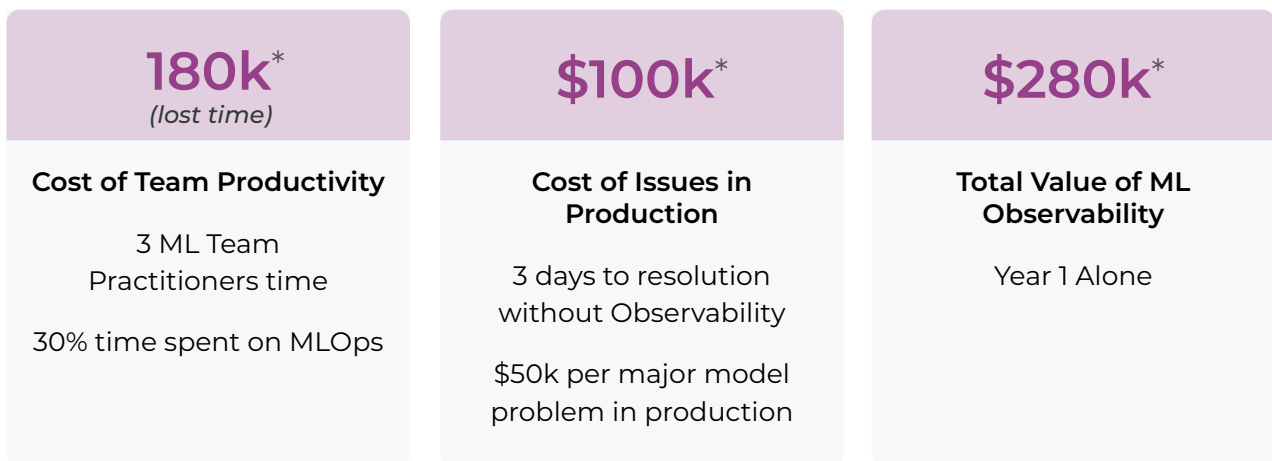 180k*
(lost time)
Cost of Team Productivity
3 ML Team
Practitioners time
30% time spent on MLOps
$100k*
Cost of Issues in
Production
3 days to resolution
without Observability
$50k per major model
problem in production
$280k*
Total Value of ML
Observability
Year 1 Alone